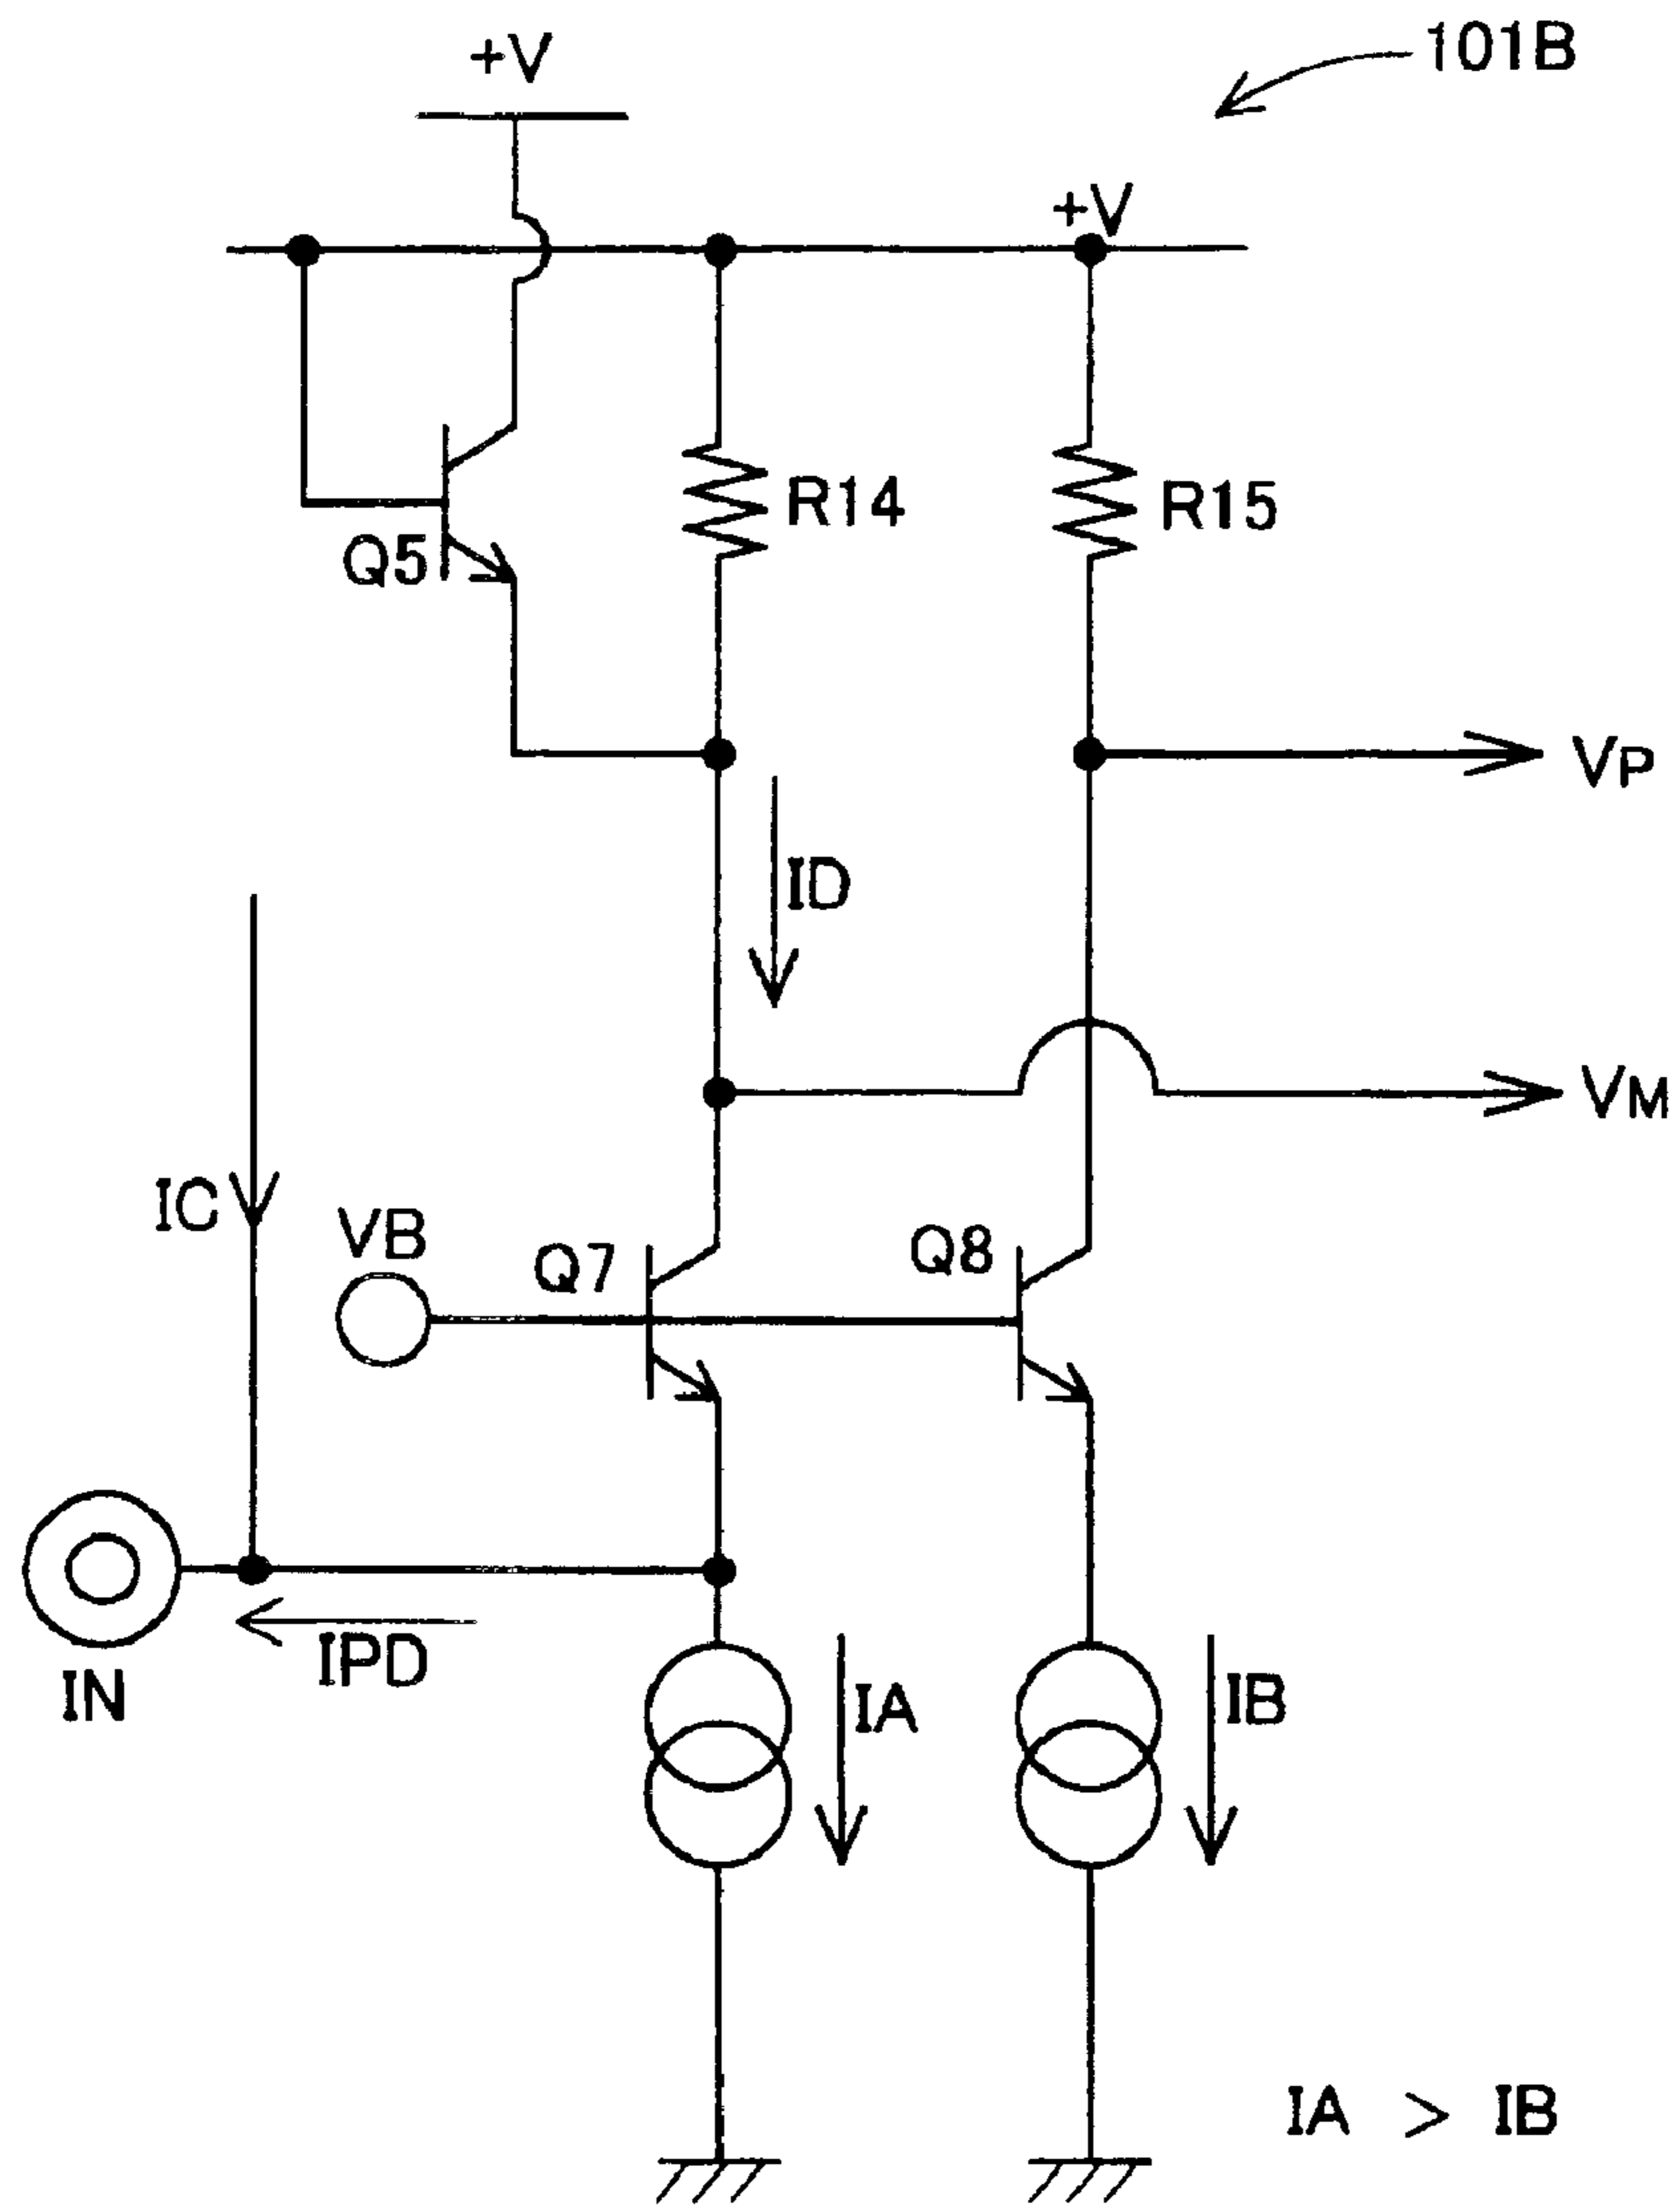 101B
+V
+V
R14
R15
Q5
VP
ID
VM
IC
VB
Q7
Q8
IPD
IN
IA
IB
IA > IB